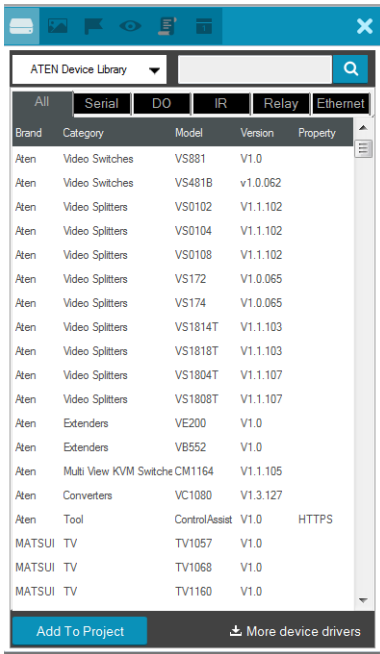 ATEN Device Library
All Serial DO IR Relay Ethernet
Brand Category Model Version Property
Aten Video Switches VS881 V1.0
Aten Video Switches VS481B v1.0.062
Aten Video Splitters VS0102 V1.1.102
Aten Video Splitters VS0104 V1.1.102
Aten Video Splitters VS0108 V1.1.102
Aten Video Splitters VS172 V1.0.065
Aten Video Splitters VS174 V1.0.065
Aten Video Splitters VS1814T V1.1.103
Aten Video Splitters VS1818T V1.1.103
Aten Video Splitters VS1804T V1.1.107
Aten Video Splitters VS1808T V1.1.107
Aten Extenders VE200 V1.0
Aten Extenders VB552 V1.0
Aten Multi View KVM Switche CM1164 V1.1.105
Aten Converters VC1080 V1.3.127
Aten Tool ControlAssist V1.0 HTTPS
MATSUI TV TV1057 V1.0
MATSUI TV TV1068 V1.0
MATSUI TV TV1160 V1.0
Add To Project More device drivers